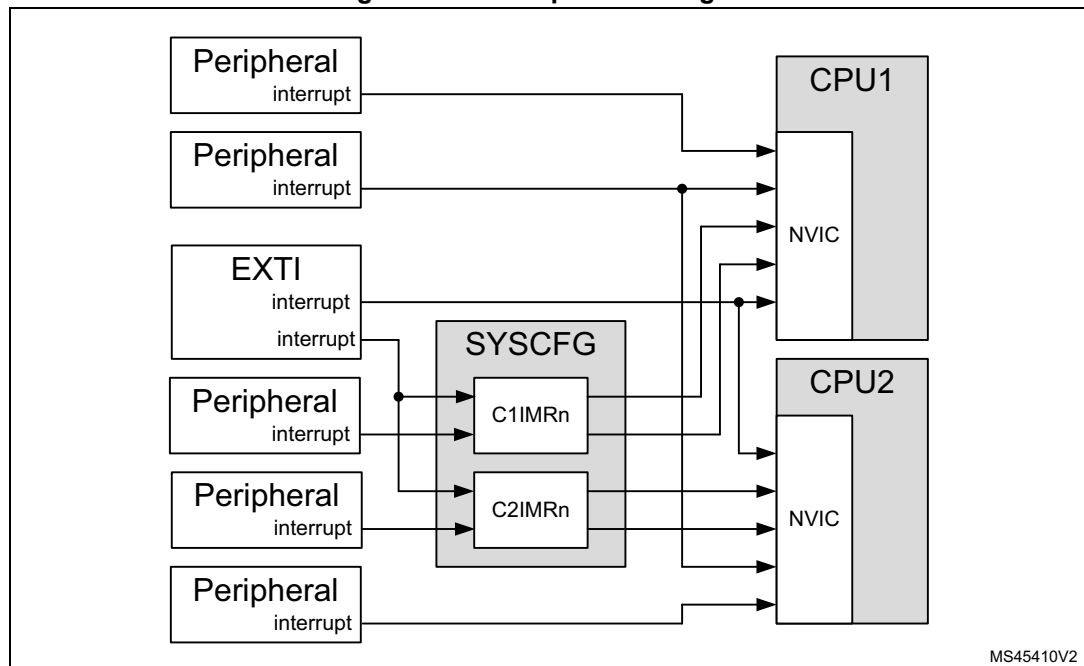 Peripheral
interrupt
Peripheral
interrupt
EXTI
interrupt
interrupt
Peripheral
interrupt
Peripheral
interrupt
Peripheral
interrupt
SYSCFG
C1IMRn
C2IMRn
CPU1
NVIC
CPU2
NVIC
MS45410V2